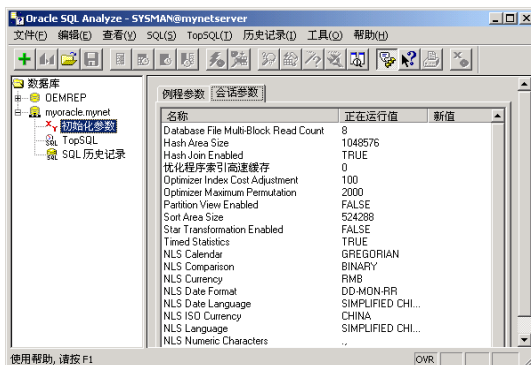 Oracle SQL Analyze - SYSMAN@mynetserver
文件(F) 编辑(E) 查看(V) SQL(S) TopSQL(T) 历史记录(I) 工具(O) 帮助(H)
数据库
OEMREP
myoracle.mynet
初始化参数
TopSQL
SQL 历史记录
例程参数 会话参数
名称 正在运行值 新值
Database File Multi-Block Read Count 8
Hash Area Size 1048576
Hash Join Enabled TRUE
优化程序索引高速缓存 0
Optimizer Index Cost Adjustment 100
Optimizer Maximum Permutation 2000
Partition View Enabled FALSE
Sort Area Size 524288
Star Transformation Enabled FALSE
Timed Statistics TRUE
NLS Calendar GREGORIAN
NLS Comparison BINARY
NLS Currency RMB
NLS Date Format DD-MON-RR
NLS Date Language SIMPLIFIED CHI...
NLS ISO Currency CHINA
NLS Language SIMPLIFIED CHI...
NLS Numeric Characters .,
使用帮助, 请按 F1 OVR